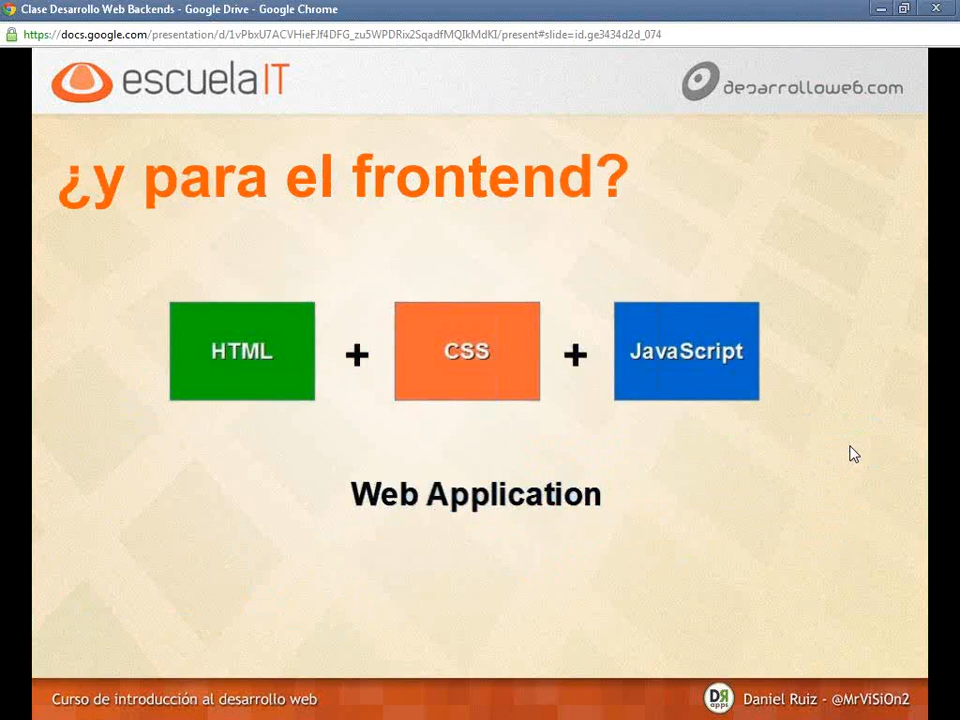 Clase Desarrollo Web Backends - Google Drive - Google Chrome
https://docs.google.com/presentation/d/1vPbxU7ACVHieFJf4DFG_zu5WPDRix2SqadfMQIkMdKI/present#slide=id.ge3434d2d_074
escuelaIT
desarrolloweb.com
¿y para el frontend?
HTML + CSS + JavaScript
Web Application
Curso de introducción al desarrollo web
DR apps
Daniel Ruiz - @MrViSiOn2